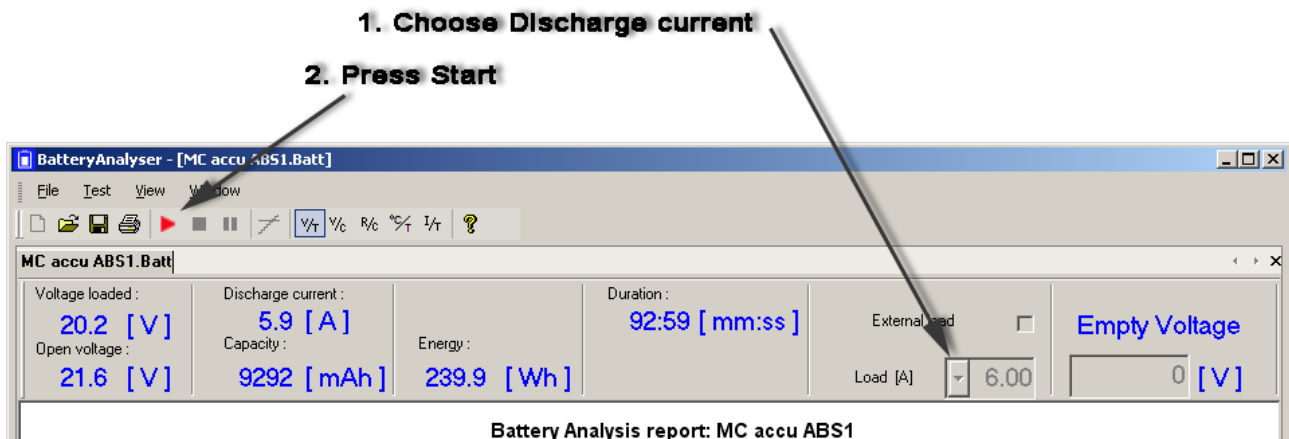 1. Choose Discharge current
2. Press Start
BatteryAnalyser - [MC accu ABS1.Batt]
File Test View Window
V/T V/C R/C °C/T I/T ?
MC accu ABS1.Batt
Voltage loaded : Discharge current : Duration :
20.2 [ V ] 5.9 [ A ] 92:59 [ mm:ss ] External load Empty Voltage
Open voltage : Capacity : Energy :
21.6 [ V ] 9292 [ mAh ] 239.9 [ Wh ] Load [A] 6.00 0 [ V ]
Battery Analysis report: MC accu ABS1